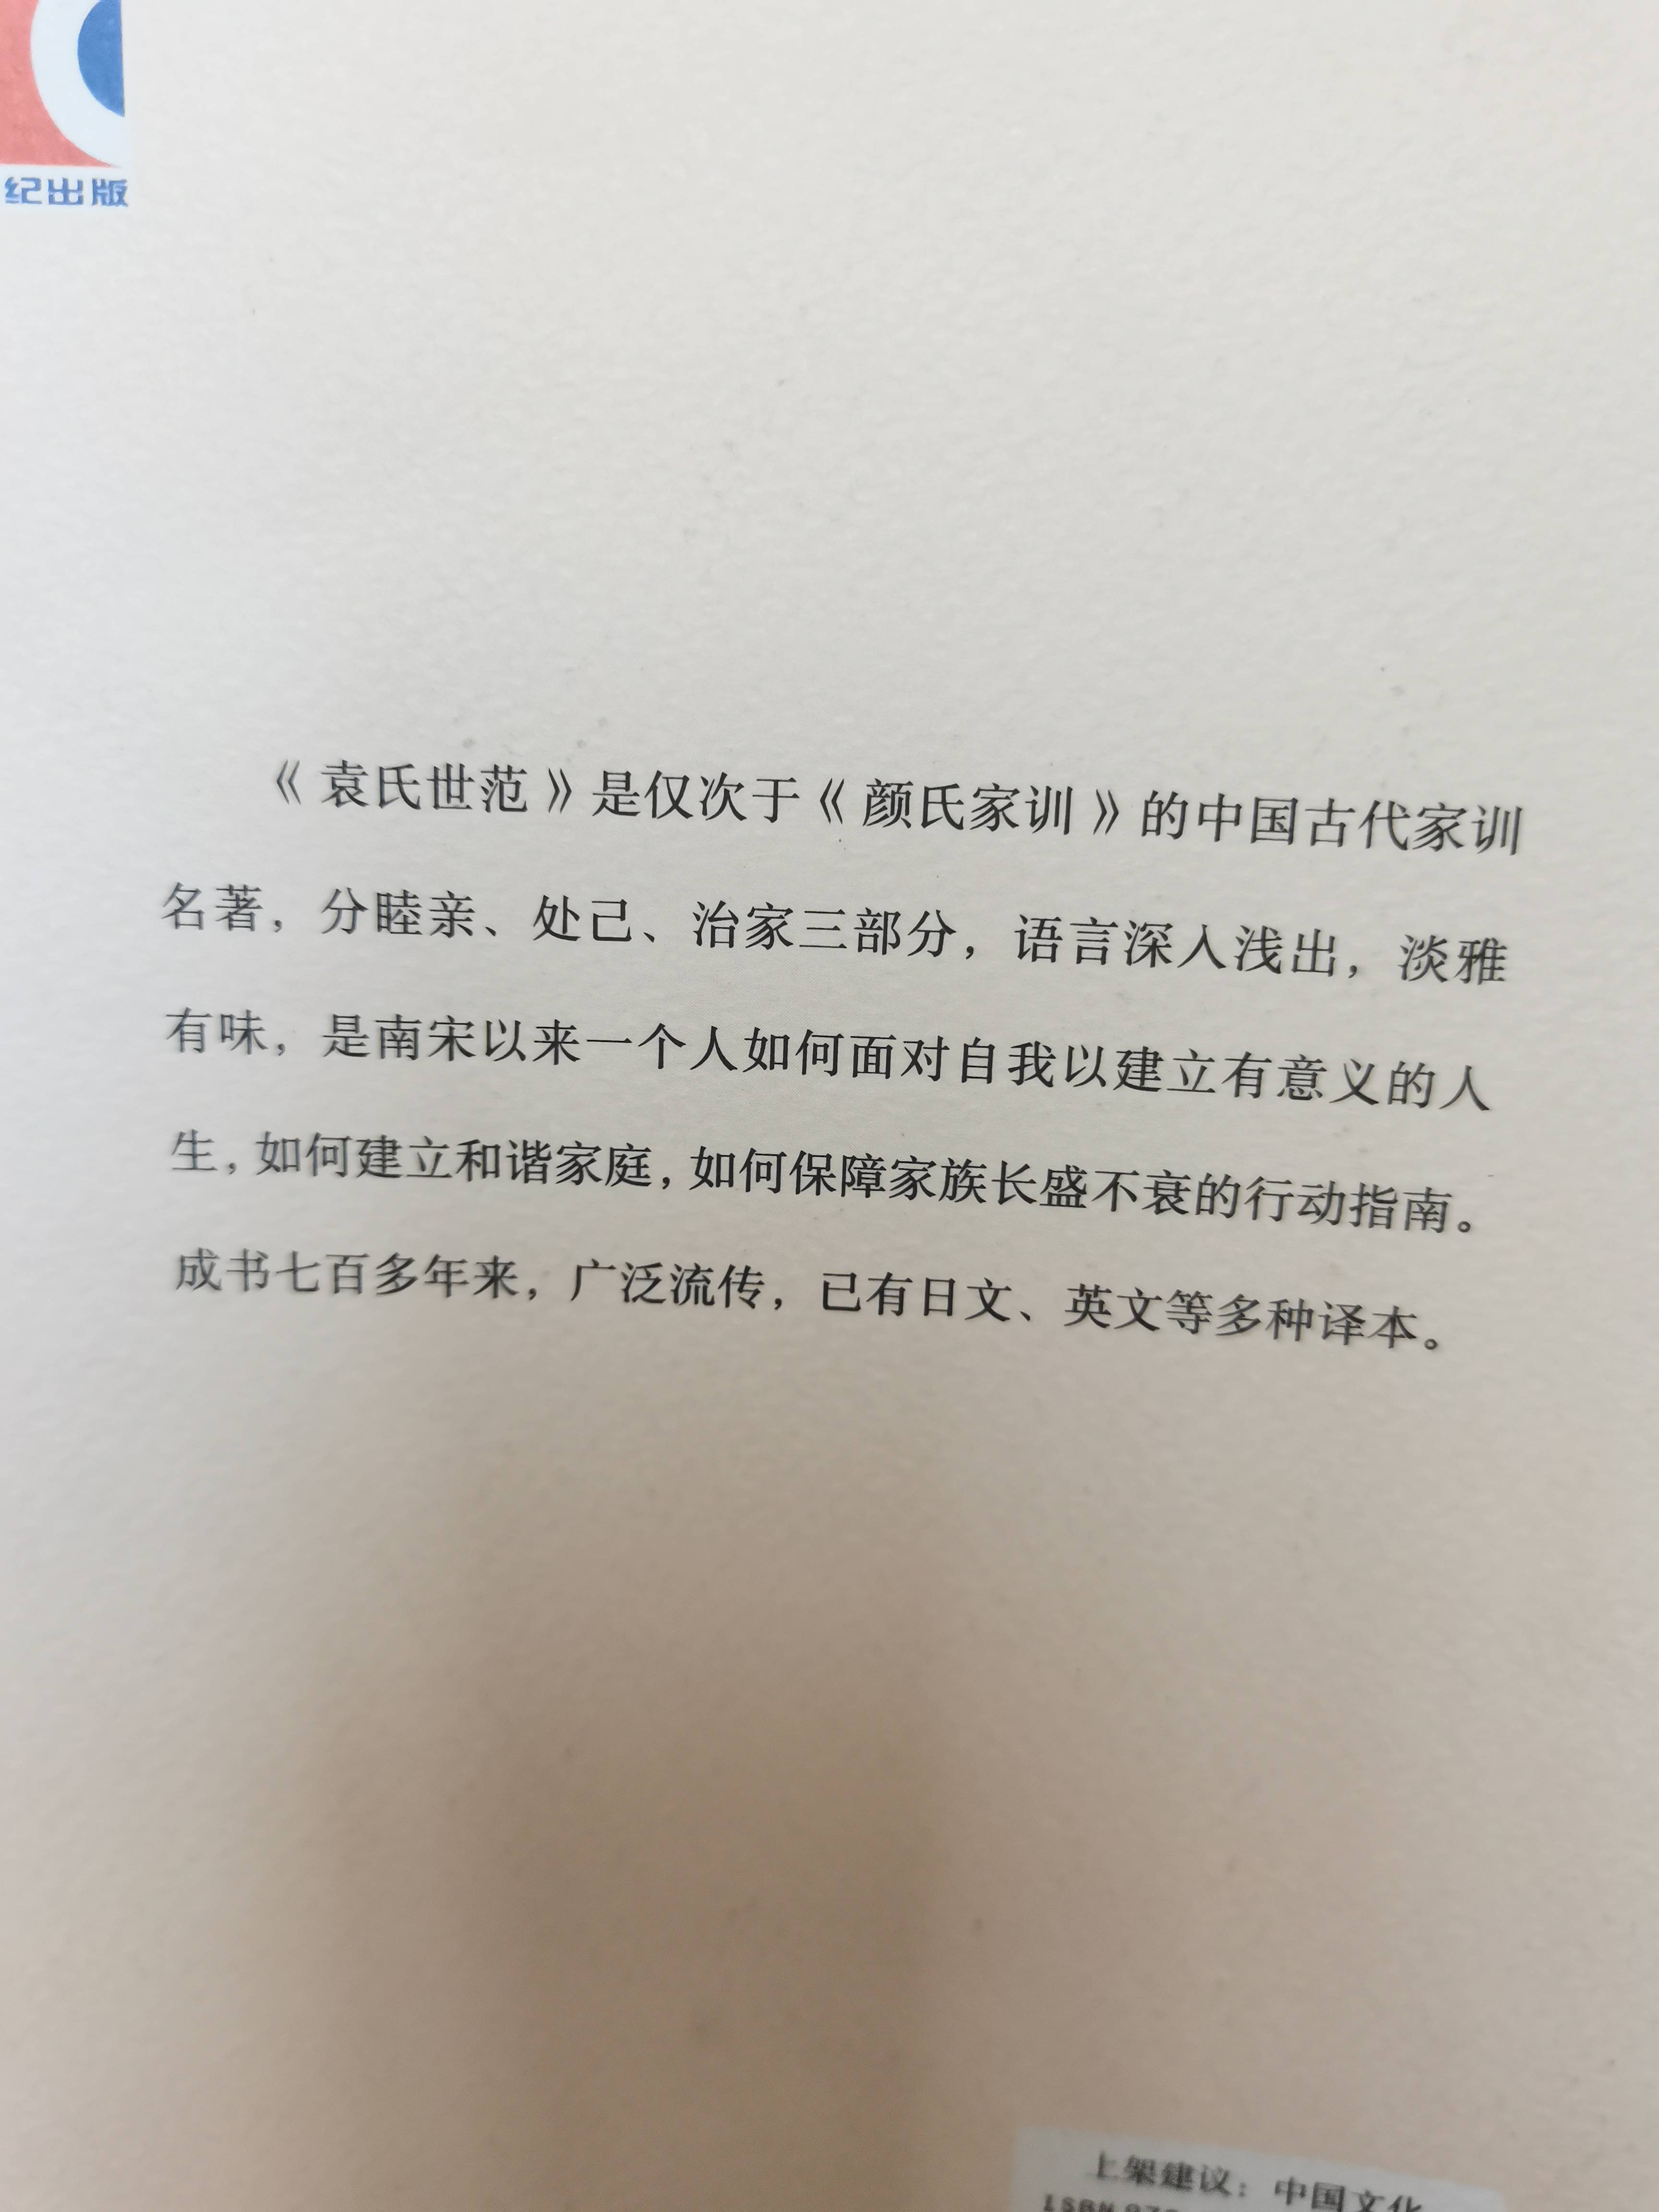 纪出版
《袁氏世范》是仅次于《颜氏家训》的中国古代家训
名著，分睦亲、处己、治家三部分，语言深入浅出，淡雅
有味，是南宋以来一个人如何面对自我以建立有意义的人
生，如何建立和谐家庭，如何保障家族长盛不衰的行动指南。
成书七百多年来，广泛流传，已有日文、英文等多种译本。
上架建议：中国文化
ISBN 978